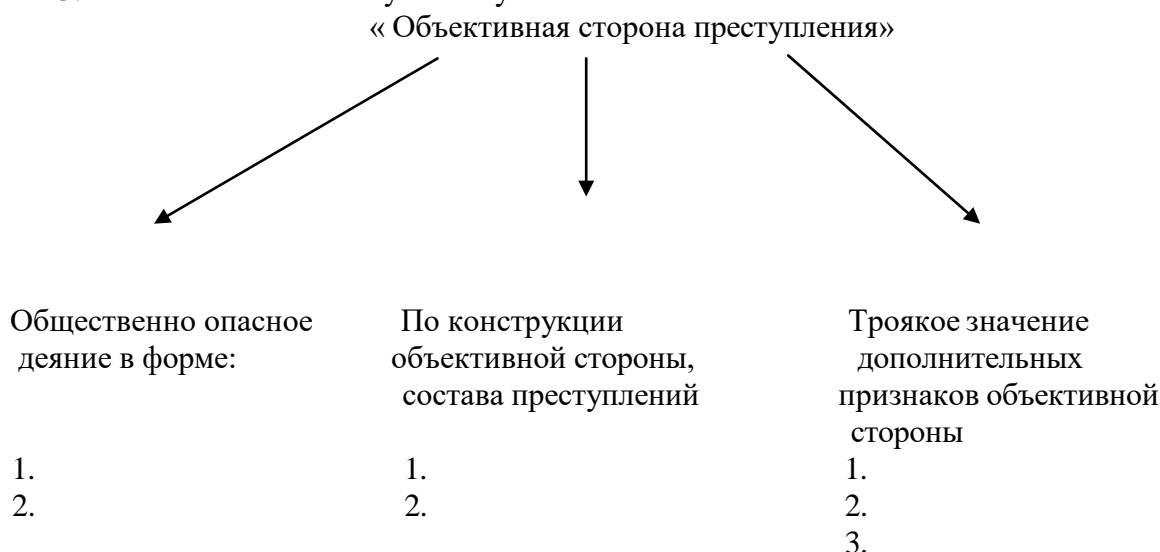 « Объективная сторона преступления»
Общественно опасное
деяние в форме:
1.
2.
По конструкции
объективной стороны,
состава преступлений
1.
2.
Троякое значение
дополнительных
признаков объективной
стороны
1.
2.
3.